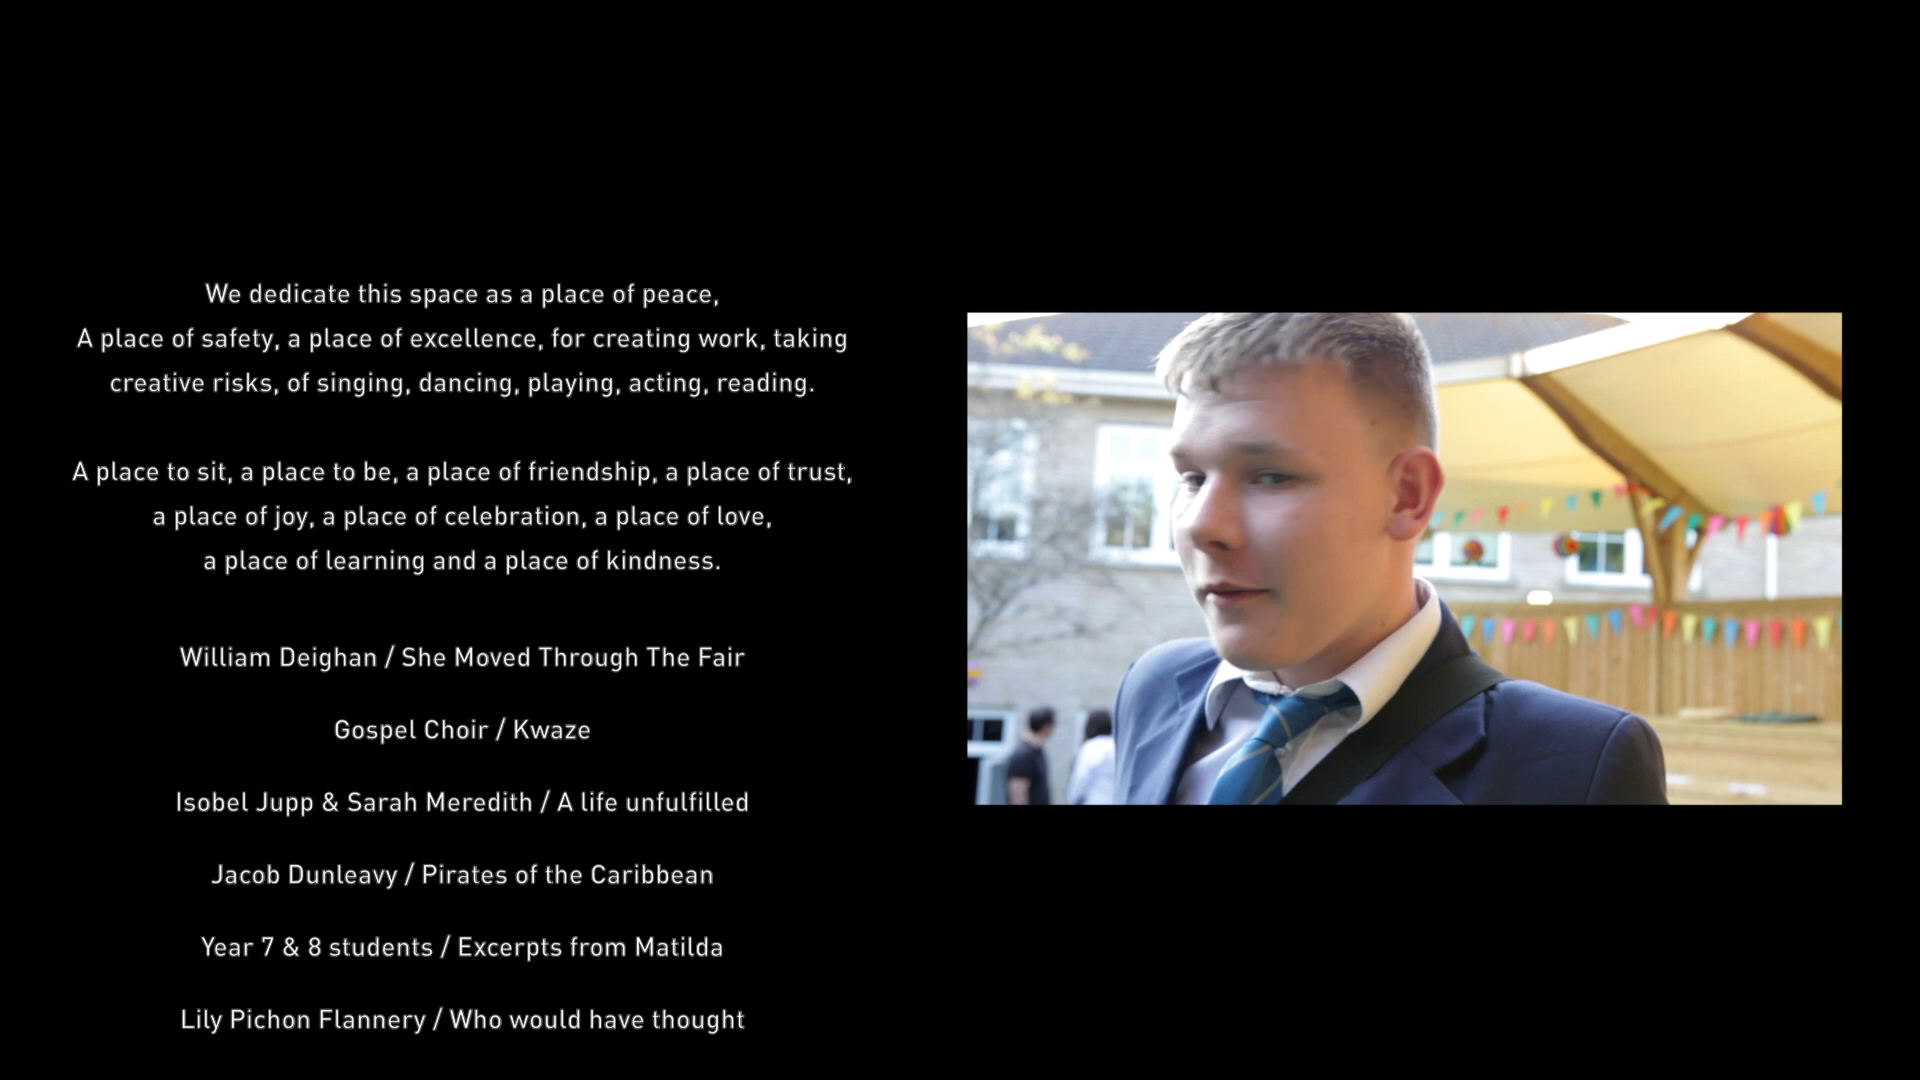 We dedicate this space as a place of peace,
A place of safety, a place of excellence, for creating work, taking
creative risks, of singing, dancing, playing, acting, reading.
A place to sit, a place to be, a place of friendship, a place of trust,
a place of joy, a place of celebration, a place of love,
a place of learning and a place of kindness.
William Deighan / She Moved Through The Fair
Gospel Choir / Kwaze
Isobel Jupp & Sarah Meredith / A life unfulfilled
Jacob Dunleavy / Pirates of the Caribbean
Year 7 & 8 students / Excerpts from Matilda
Lily Pichon Flannery / Who would have thought